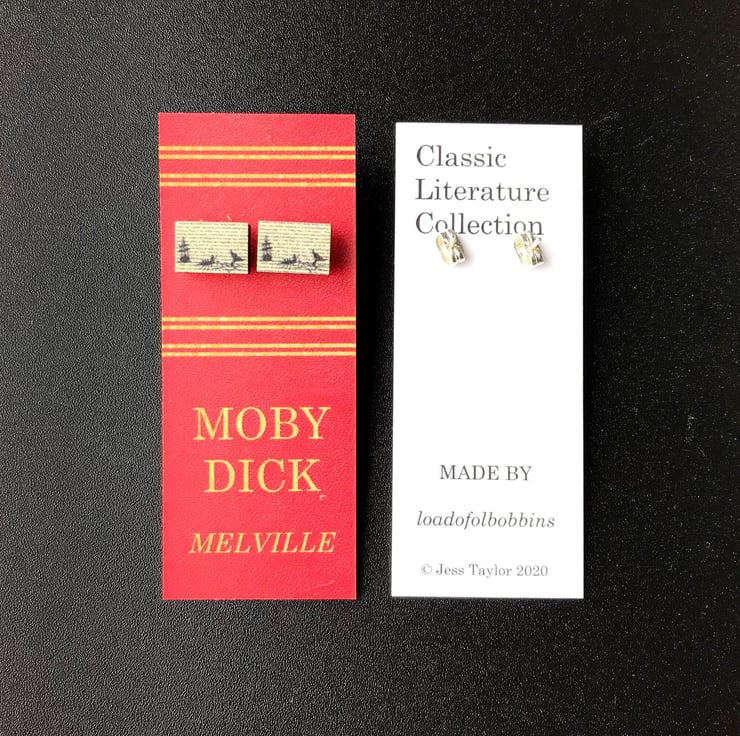 MOBY
DICK
MELVILLE
Classic
Literature
Collection
MADE BY
loadofolbobbins
© Jess Taylor 2020